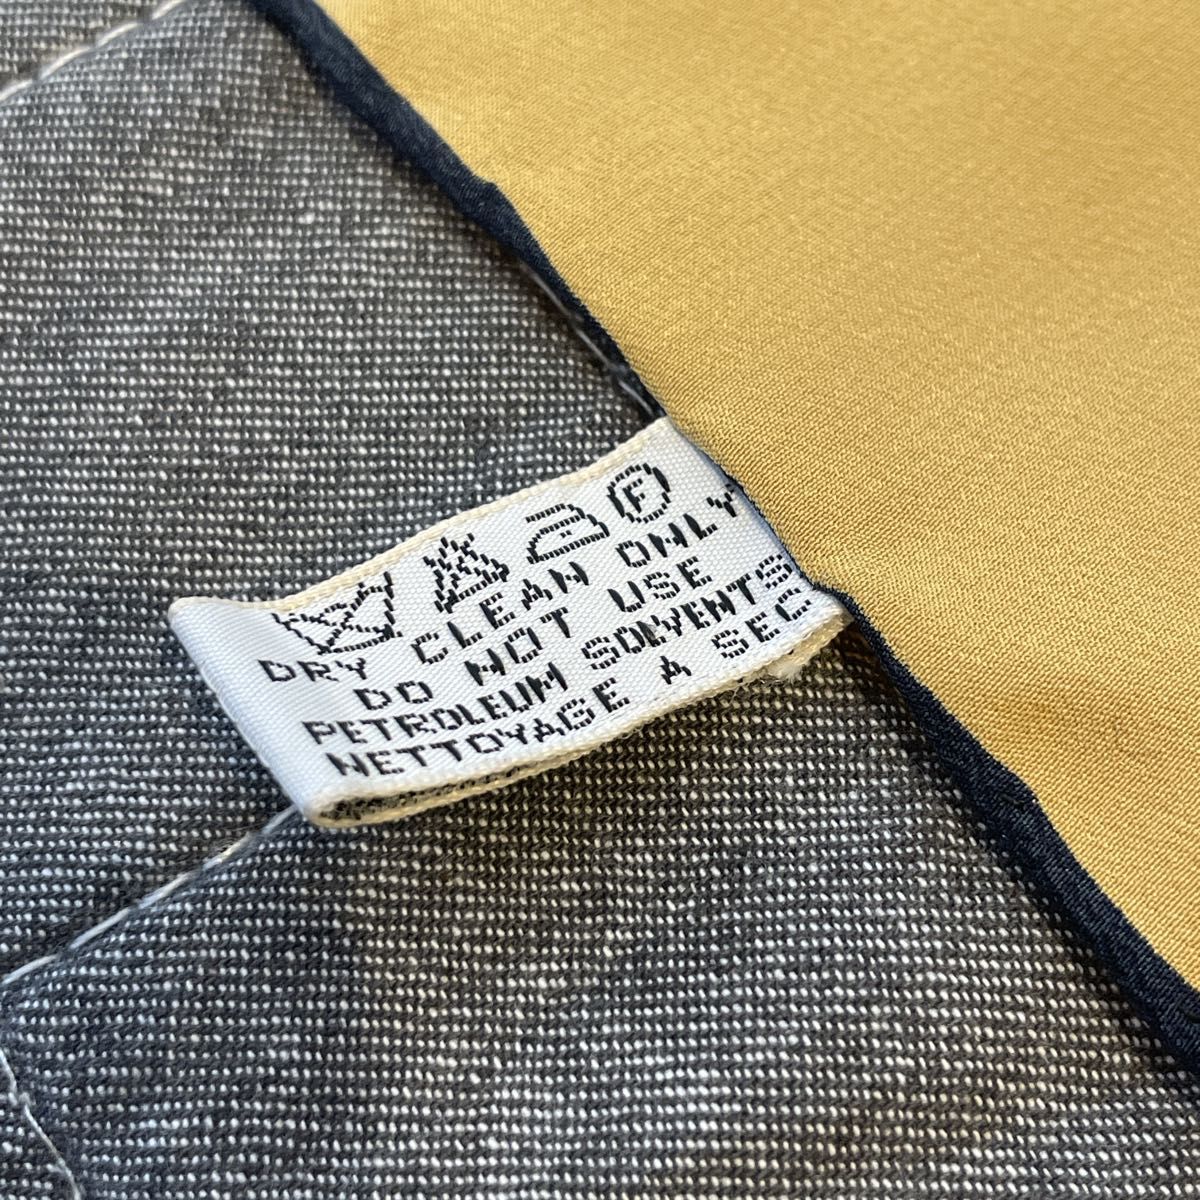 F
DRY CLEAN ONLY
DO NOT USE
PETROLEUM SOLVENTS
NETTOYAGE A SEC